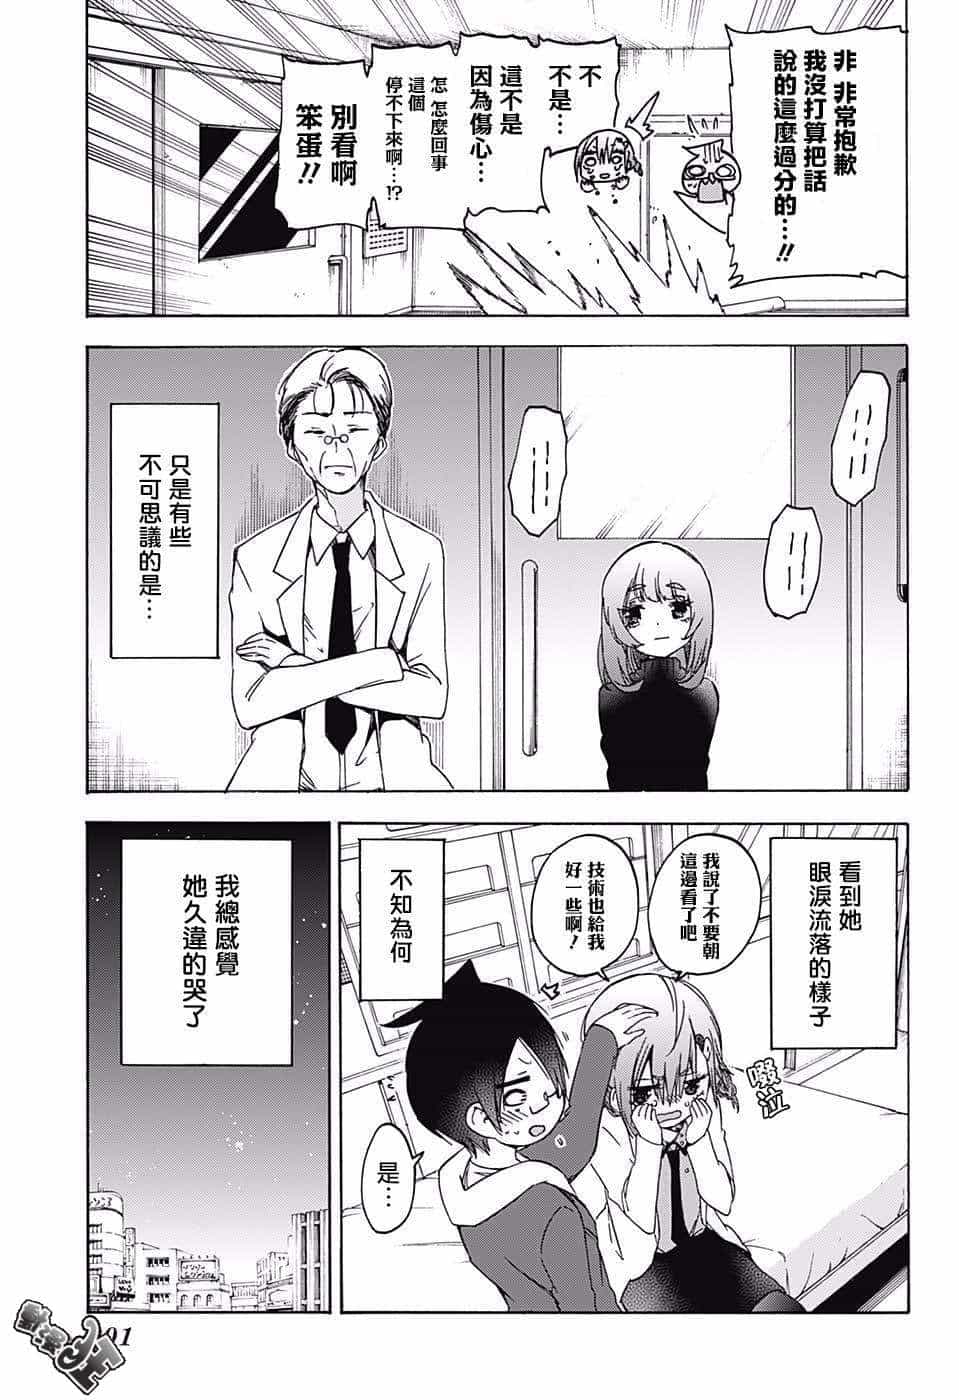 非 非常抱歉
我沒打算把話
說的這麼過分的…!!
不
不是…
這不是
因為傷心…
怎 怎麼回事
這個
停不下來啊…!?
別看啊
笨蛋!!
………
………
………
只是有些
不可思議的是…
看到她
眼淚流落的樣子
我說了不要朝
這邊看了吧
技術也給我
好一些啊!
不知為何
啜泣
是…
我總感覺
她久違的哭了